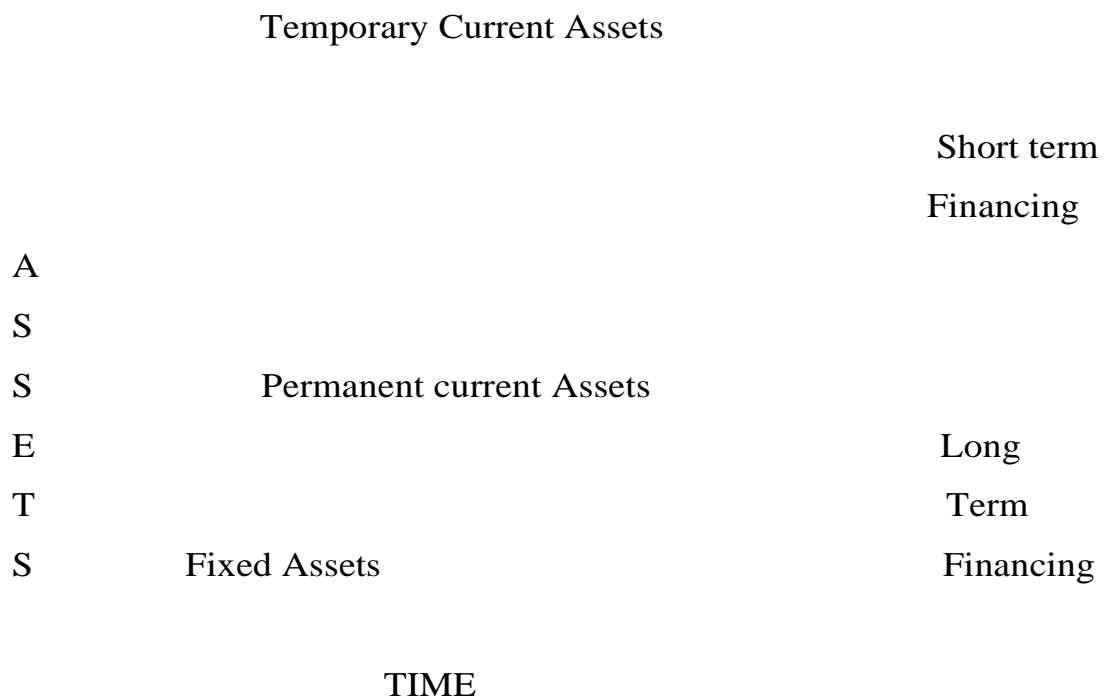 Temporary Current Assets
Short term
Financing
A
S
S Permanent current Assets
E Long
T Term
S Fixed Assets Financing
TIME